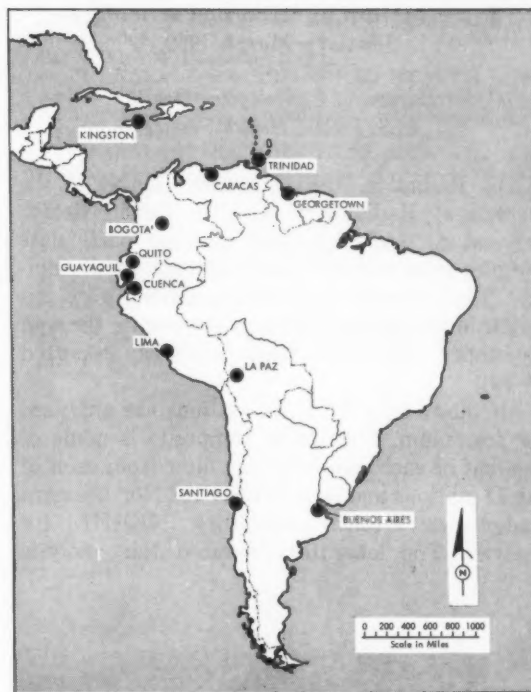 KINGSTON
TRINIDAD
CARACAS
GEORGETOWN
BOGOTA'
QUITO
GUAYAQUIL
CUENCA
LIMA
LA PAZ
SANTIAGO
BUENOS AIRES
N
0 200 400 600 800 1000
Scale in Miles